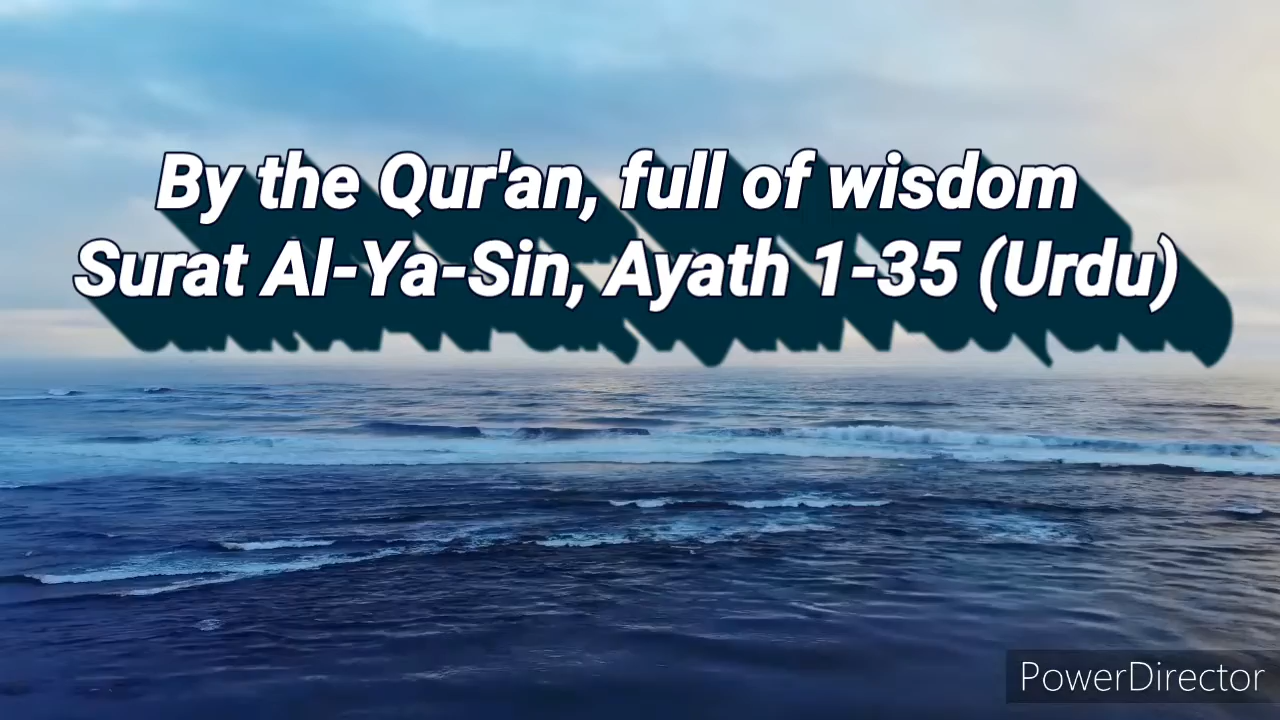 By the Qur'an, full of wisdom
Surat Al-Ya-Sin, Ayath 1-35 (Urdu)
PowerDirector